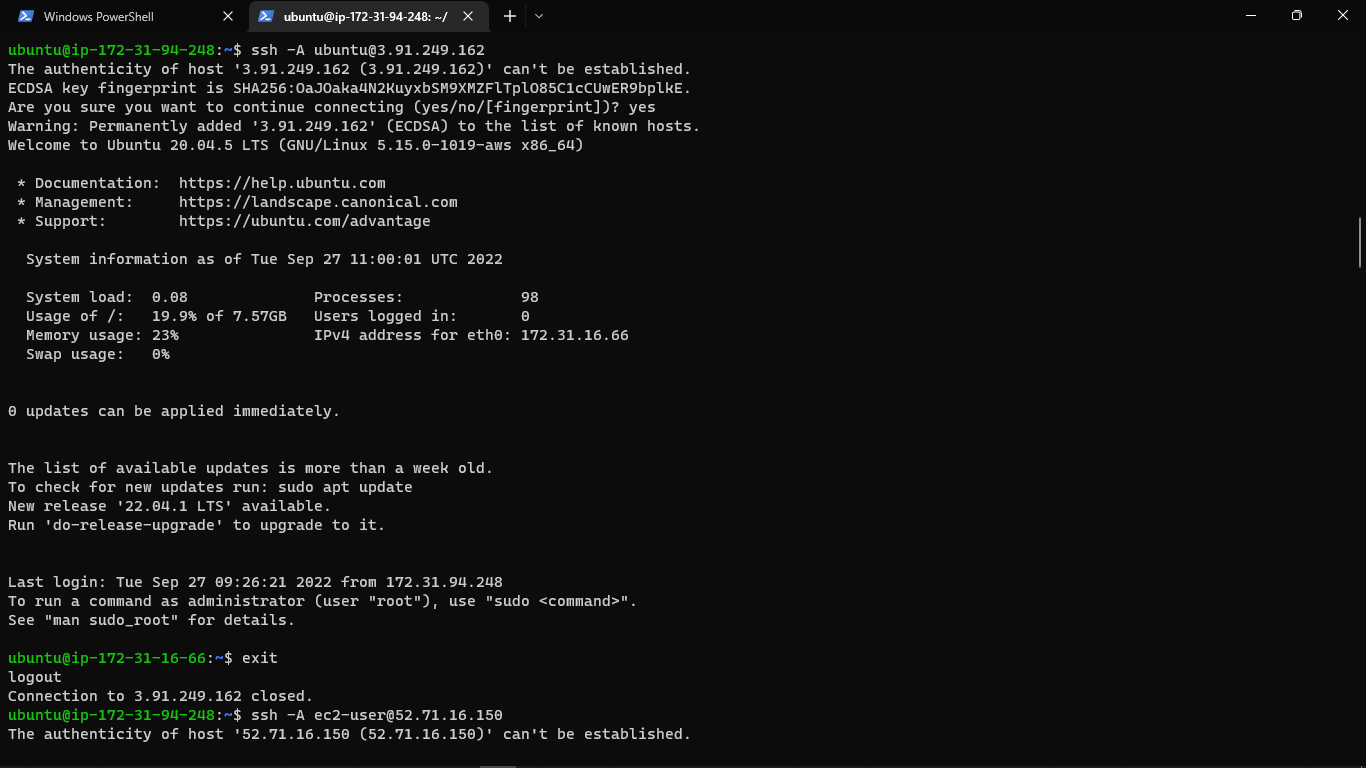 Windows PowerShell
ubuntu@ip-172-31-94-248: ~/
ubuntu@ip-172-31-94-248:~$ ssh -A ubuntu@3.91.249.162
The authenticity of host '3.91.249.162 (3.91.249.162)' can't be established.
ECDSA key fingerprint is SHA256:OaJOaka4N2KuyxbSM9XMZFlTplO85C1cCUwER9bplkE.
Are you sure you want to continue connecting (yes/no/[fingerprint])? yes
Warning: Permanently added '3.91.249.162' (ECDSA) to the list of known hosts.
Welcome to Ubuntu 20.04.5 LTS (GNU/Linux 5.15.0-1019-aws x86_64)
* Documentation:  https://help.ubuntu.com
* Management:     https://landscape.canonical.com
* Support:        https://ubuntu.com/advantage
System information as of Tue Sep 27 11:00:01 UTC 2022
System load:  0.08              Processes:             98
Usage of /:   19.9% of 7.57GB   Users logged in:       0
Memory usage: 23%               IPv4 address for eth0: 172.31.16.66
Swap usage:   0%
0 updates can be applied immediately.
The list of available updates is more than a week old.
To check for new updates run: sudo apt update
New release '22.04.1 LTS' available.
Run 'do-release-upgrade' to upgrade to it.
Last login: Tue Sep 27 09:26:21 2022 from 172.31.94.248
To run a command as administrator (user "root"), use "sudo <command>".
See "man sudo_root" for details.
ubuntu@ip-172-31-16-66:~$ exit
logout
Connection to 3.91.249.162 closed.
ubuntu@ip-172-31-94-248:~$ ssh -A ec2-user@52.71.16.150
The authenticity of host '52.71.16.150 (52.71.16.150)' can't be established.